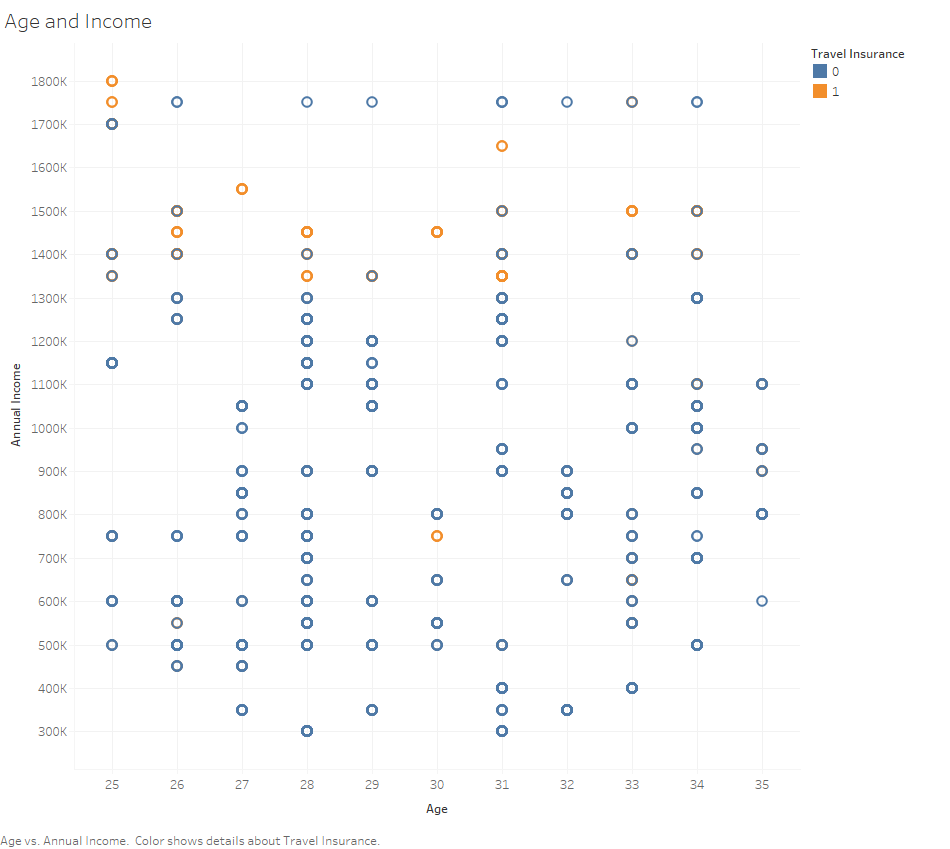 Age and Income
Travel Insurance
0
1
1800K
1700K
1600K
1500K
1400K
1300K
1200K
1100K
1000K
900K
800K
700K
600K
500K
400K
300K
Annual Income
25 26 27 28 29 30 31 32 33 34 35
Age
Age vs. Annual Income. Color shows details about Travel Insurance.